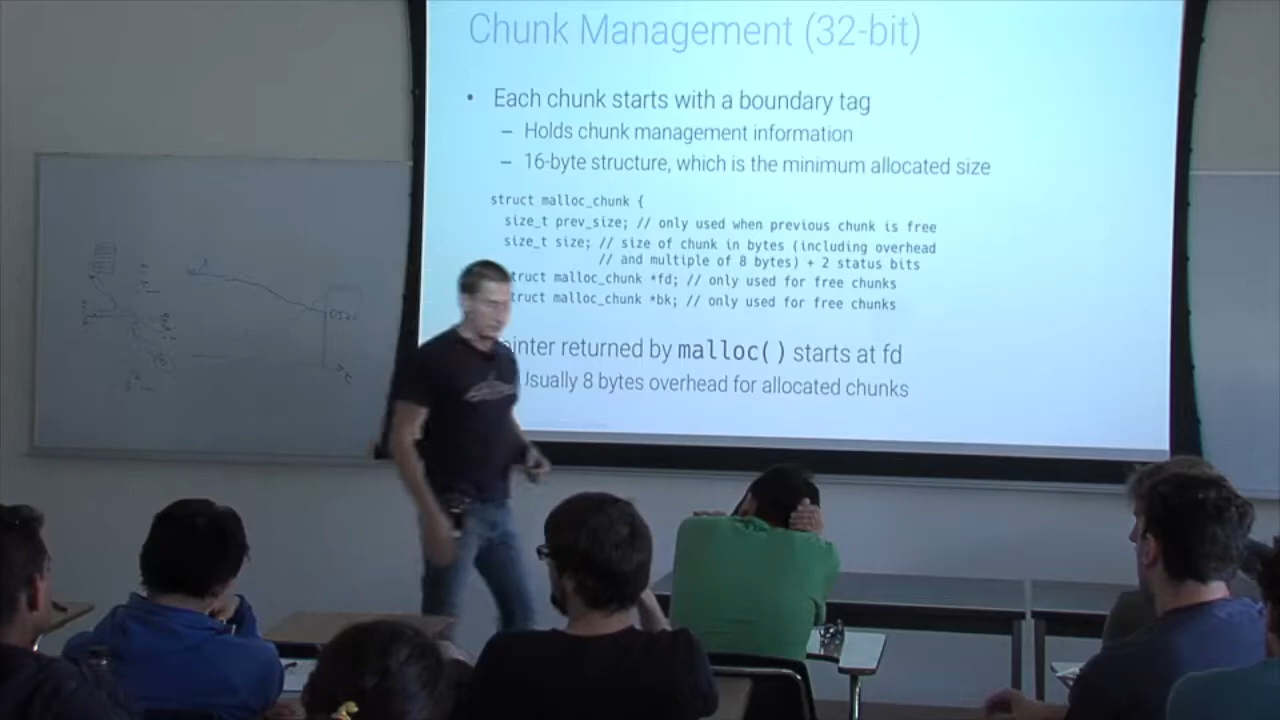 Chunk Management (32-bit)
• Each chunk starts with a boundary tag
– Holds chunk management information
– 16-byte structure, which is the minimum allocated size
struct malloc_chunk {
size_t prev_size; // only used when previous chunk is free
size_t size; // size of chunk in bytes (including overhead
// and multiple of 8 bytes) + 2 status bits
truct malloc_chunk *fd; // only used for free chunks
truct malloc_chunk *bk; // only used for free chunks
inter returned by malloc() starts at fd
Usually 8 bytes overhead for allocated chunks